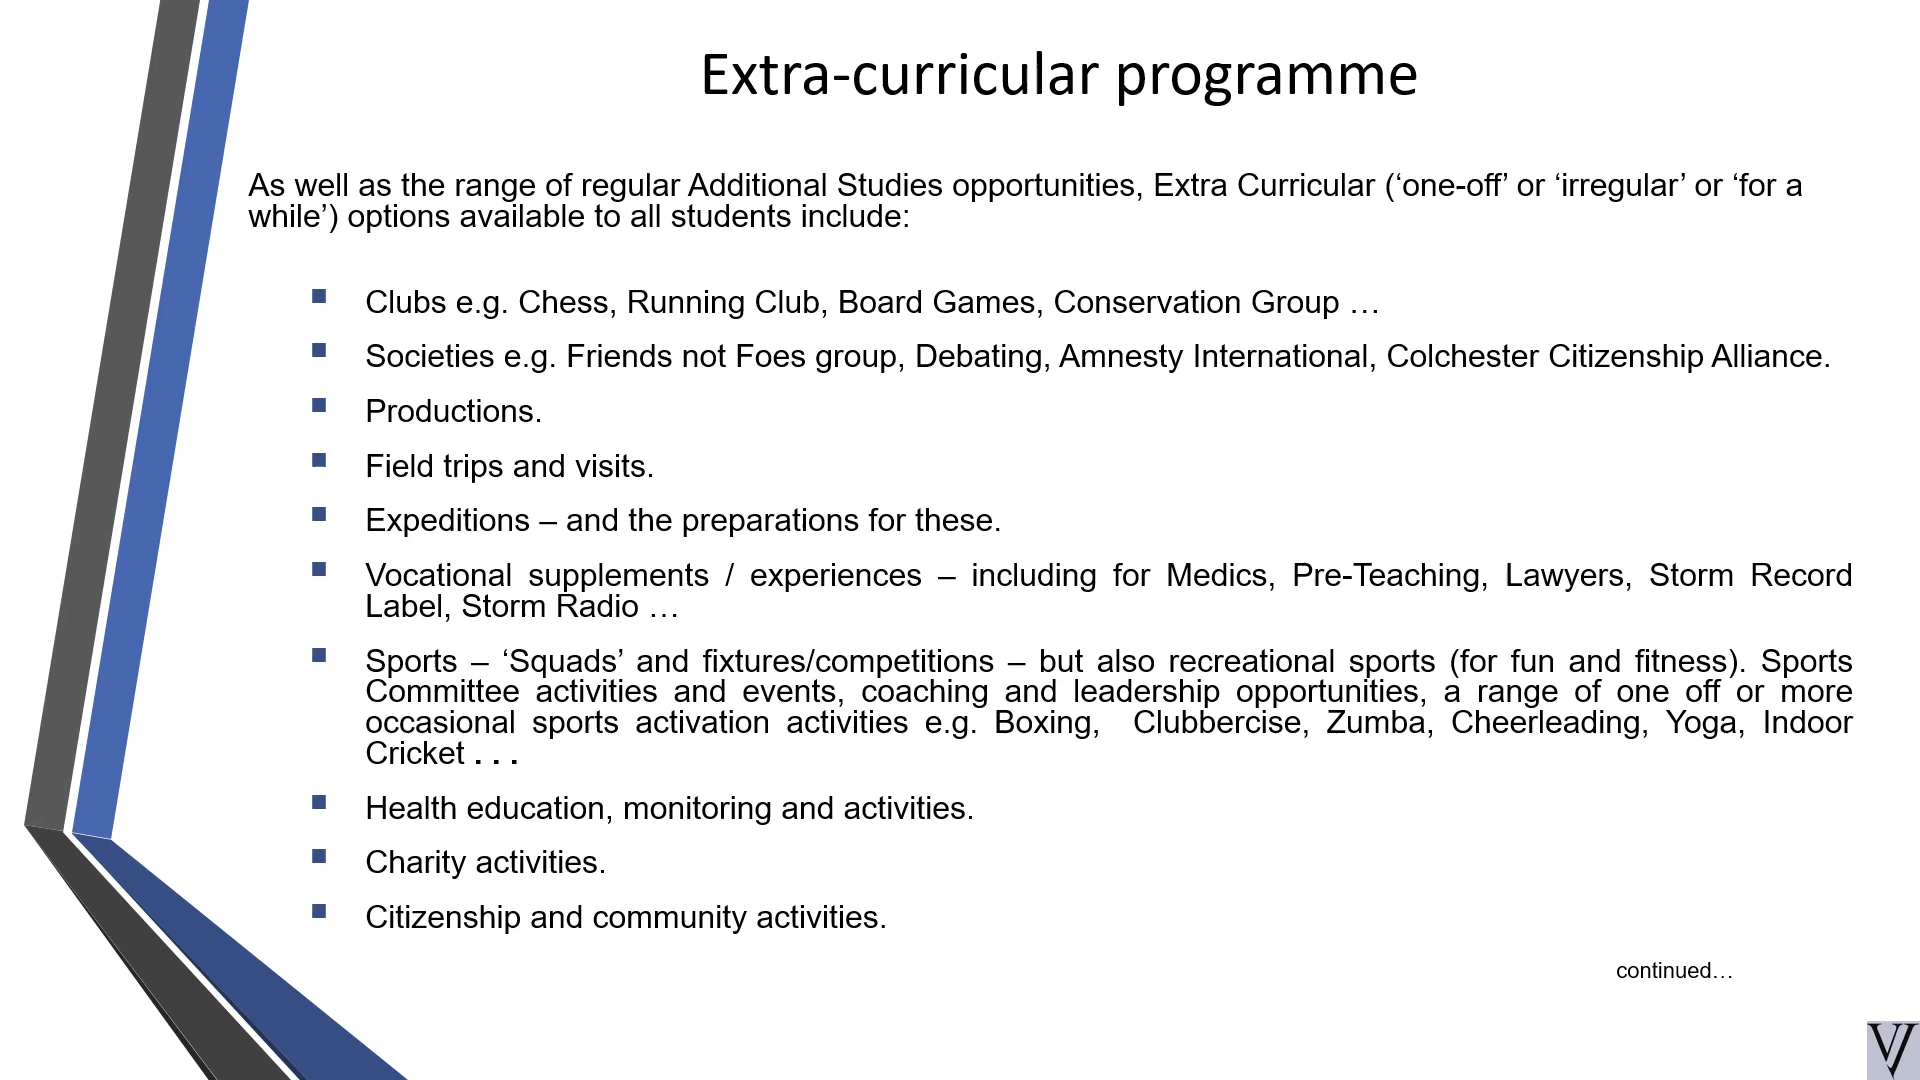 Extra-curricular programme
As well as the range of regular Additional Studies opportunities, Extra Curricular (‘one-off’ or ‘irregular’ or ‘for a
while’) options available to all students include:
Clubs e.g. Chess, Running Club, Board Games, Conservation Group …
Societies e.g. Friends not Foes group, Debating, Amnesty International, Colchester Citizenship Alliance.
Productions.
Field trips and visits.
Expeditions – and the preparations for these.
Vocational supplements / experiences – including for Medics, Pre-Teaching, Lawyers, Storm Record
Label, Storm Radio …
Sports – ‘Squads’ and fixtures/competitions – but also recreational sports (for fun and fitness). Sports
Committee activities and events, coaching and leadership opportunities, a range of one off or more
occasional sports activation activities e.g. Boxing,  Clubbercise, Zumba, Cheerleading, Yoga, Indoor
Cricket . . .
Health education, monitoring and activities.
Charity activities.
Citizenship and community activities.
continued…